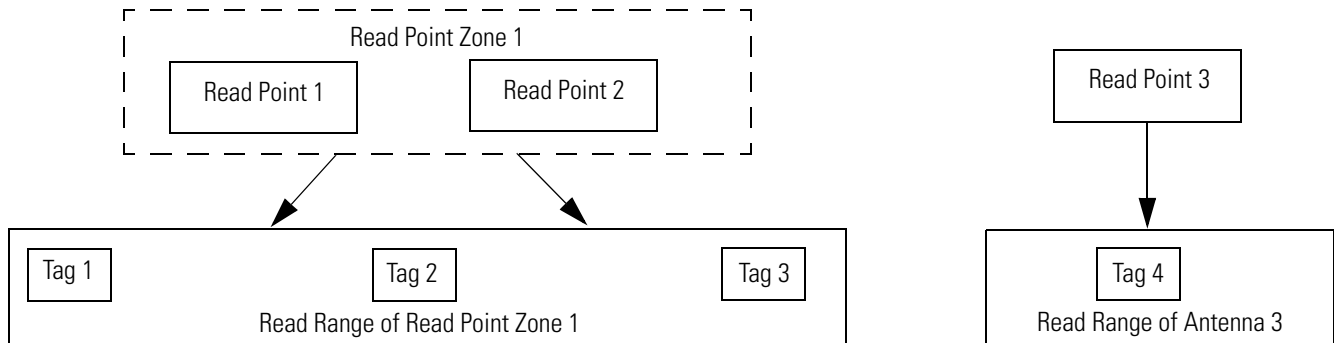 Read Point Zone 1
Read Point 1
Read Point 2
Read Point 3
Tag 1
Tag 2
Tag 3
Read Range of Read Point Zone 1
Tag 4
Read Range of Antenna 3